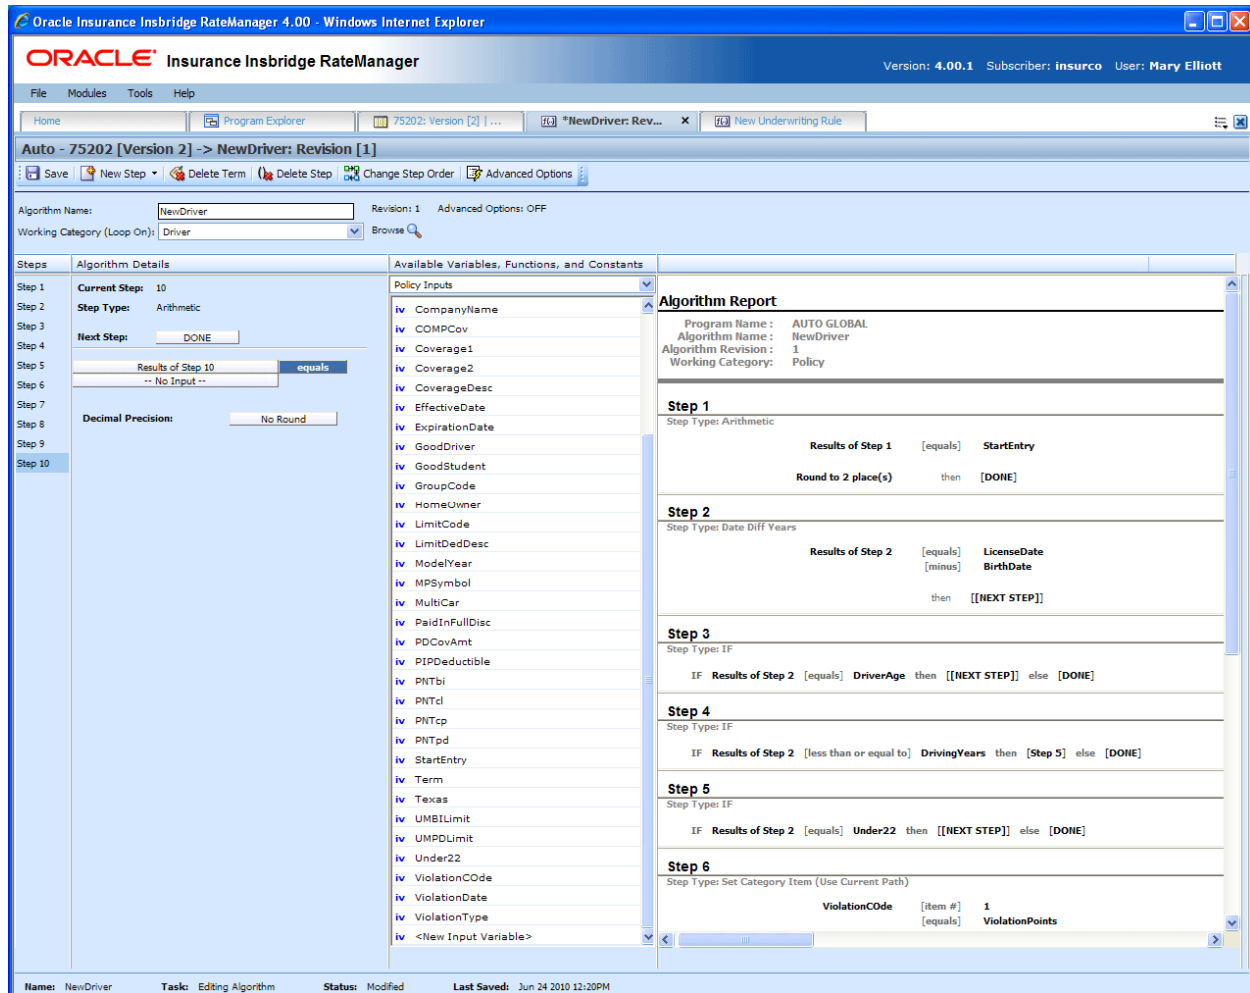 Oracle Insurance Insbridge RateManager 4.00 - Windows Internet Explorer
ORACLE Insurance Insbridge RateManager
Version: 4.00.1 Subscriber: insurco User: Mary Elliott
File Modules Tools Help
Home Program Explorer 75202: Version [2] | ... *NewDriver: Rev... x New Underwriting Rule
Auto - 75202 [Version 2] -> NewDriver: Revision [1]
Save New Step Delete Term Delete Step Change Step Order Advanced Options
Algorithm Name: NewDriver Revision: 1 Advanced Options: OFF
Working Category (Loop On): Driver Browse
Steps
Step 1
Step 2
Step 3
Step 4
Step 5
Step 6
Step 7
Step 8
Step 9
Step 10
Algorithm Details
Current Step: 10
Step Type: Arithmetic
Next Step: DONE
Results of Step 10 equals
-- No Input --
Decimal Precision: No Round
Available Variables, Functions, and Constants
Policy Inputs
iv CompanyName
iv COMPCov
iv Coverage1
iv Coverage2
iv CoverageDesc
iv EffectiveDate
iv ExpirationDate
iv GoodDriver
iv GoodStudent
iv GroupCode
iv HomeOwner
iv LimitCode
iv LimitDedDesc
iv ModelYear
iv MPSymbol
iv MultiCar
iv PaidInFullDisc
iv PDCovAmt
iv PIPDeductible
iv PNTbi
iv PNTcl
iv PNTcp
iv PNTpd
iv StartEntry
iv Term
iv Texas
iv UMBILimit
iv UMPDLimit
iv Under22
iv ViolationCOde
iv ViolationDate
iv ViolationType
iv <New Input Variable>
Algorithm Report
Program Name : AUTO GLOBAL
Algorithm Name : NewDriver
Algorithm Revision : 1
Working Category: Policy
Step 1
Step Type: Arithmetic
Results of Step 1 [equals] StartEntry
Round to 2 place(s) then [DONE]
Step 2
Step Type: Date Diff Years
Results of Step 2 [equals] LicenseDate
[minus] BirthDate
then [[NEXT STEP]]
Step 3
Step Type: IF
IF Results of Step 2 [equals] DriverAge then [[NEXT STEP]] else [DONE]
Step 4
Step Type: IF
IF Results of Step 2 [less than or equal to] DrivingYears then [Step 5] else [DONE]
Step 5
Step Type: IF
IF Results of Step 2 [equals] Under22 then [[NEXT STEP]] else [DONE]
Step 6
Step Type: Set Category Item (Use Current Path)
ViolationCOde [item #] 1
[equals] ViolationPoints
Name: NewDriver Task: Editing Algorithm Status: Modified Last Saved: Jun 24 2010 12:20PM